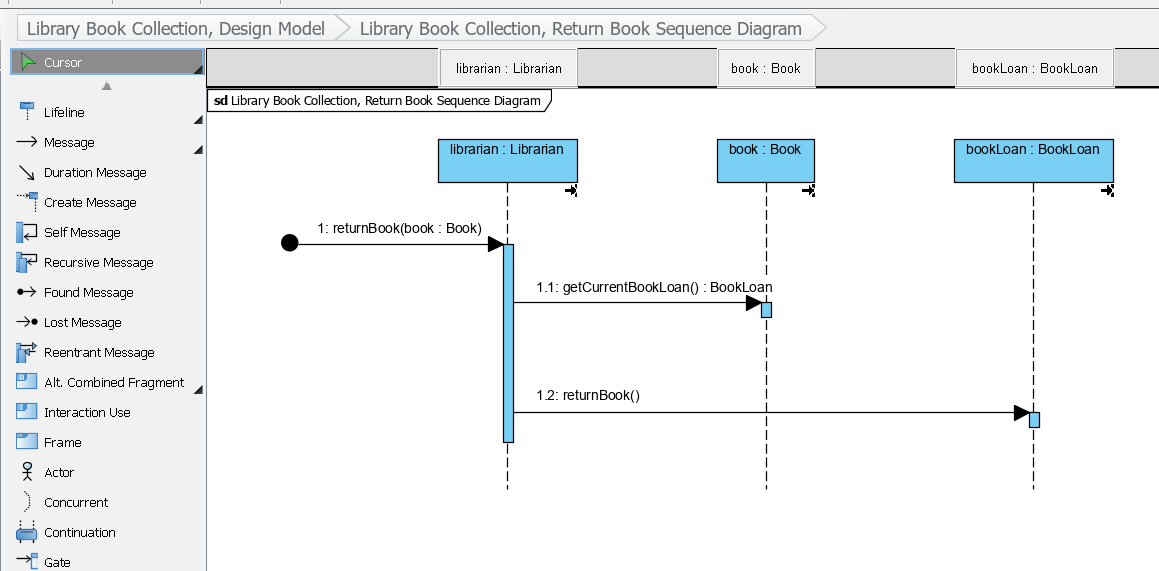 Library Book Collection, Design Model
Library Book Collection, Return Book Sequence Diagram
Cursor
Lifeline
Message
Duration Message
Create Message
Self Message
Recursive Message
Found Message
Lost Message
Reentrant Message
Alt. Combined Fragment
Interaction Use
Frame
Actor
Concurrent
Continuation
Gate
librarian : Librarian
book : Book
bookLoan : BookLoan
sd Library Book Collection, Return Book Sequence Diagram
librarian : Librarian
book : Book
bookLoan : BookLoan
1: returnBook(book : Book)
1.1: getCurrentBookLoan() : BookLoan
1.2: returnBook()